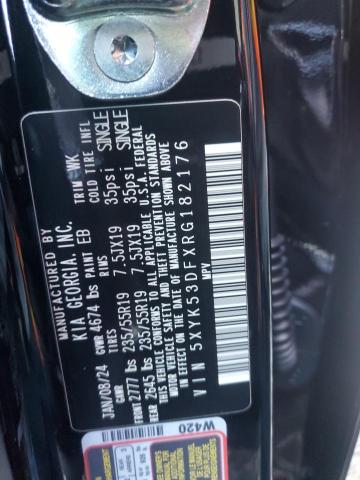 MANUFACTURED BY
KIA GEORGIA, INC.
JAN/08/24 GVWR 4674 lbs PAINT EB TRIM WK
GAWR TIRES RIMS COLD TIRE INFL
FRONT 2777 lbs 235/55R19 7.5JX19 35psi SINGLE
REAR 2645 lbs 235/55R19 7.5JX19 35psi SINGLE
THIS VEHICLE CONFORMS TO ALL APPLICABLE U.S.A. FEDERAL
MOTOR VEHICLE SAFETY AND THEFT PREVENTION STANDARDS
IN EFFECT ON THE DATE OF MANUFACTURE SHOWN ABOVE
VIN 5XYK53DFXRG182176
MPV
W420